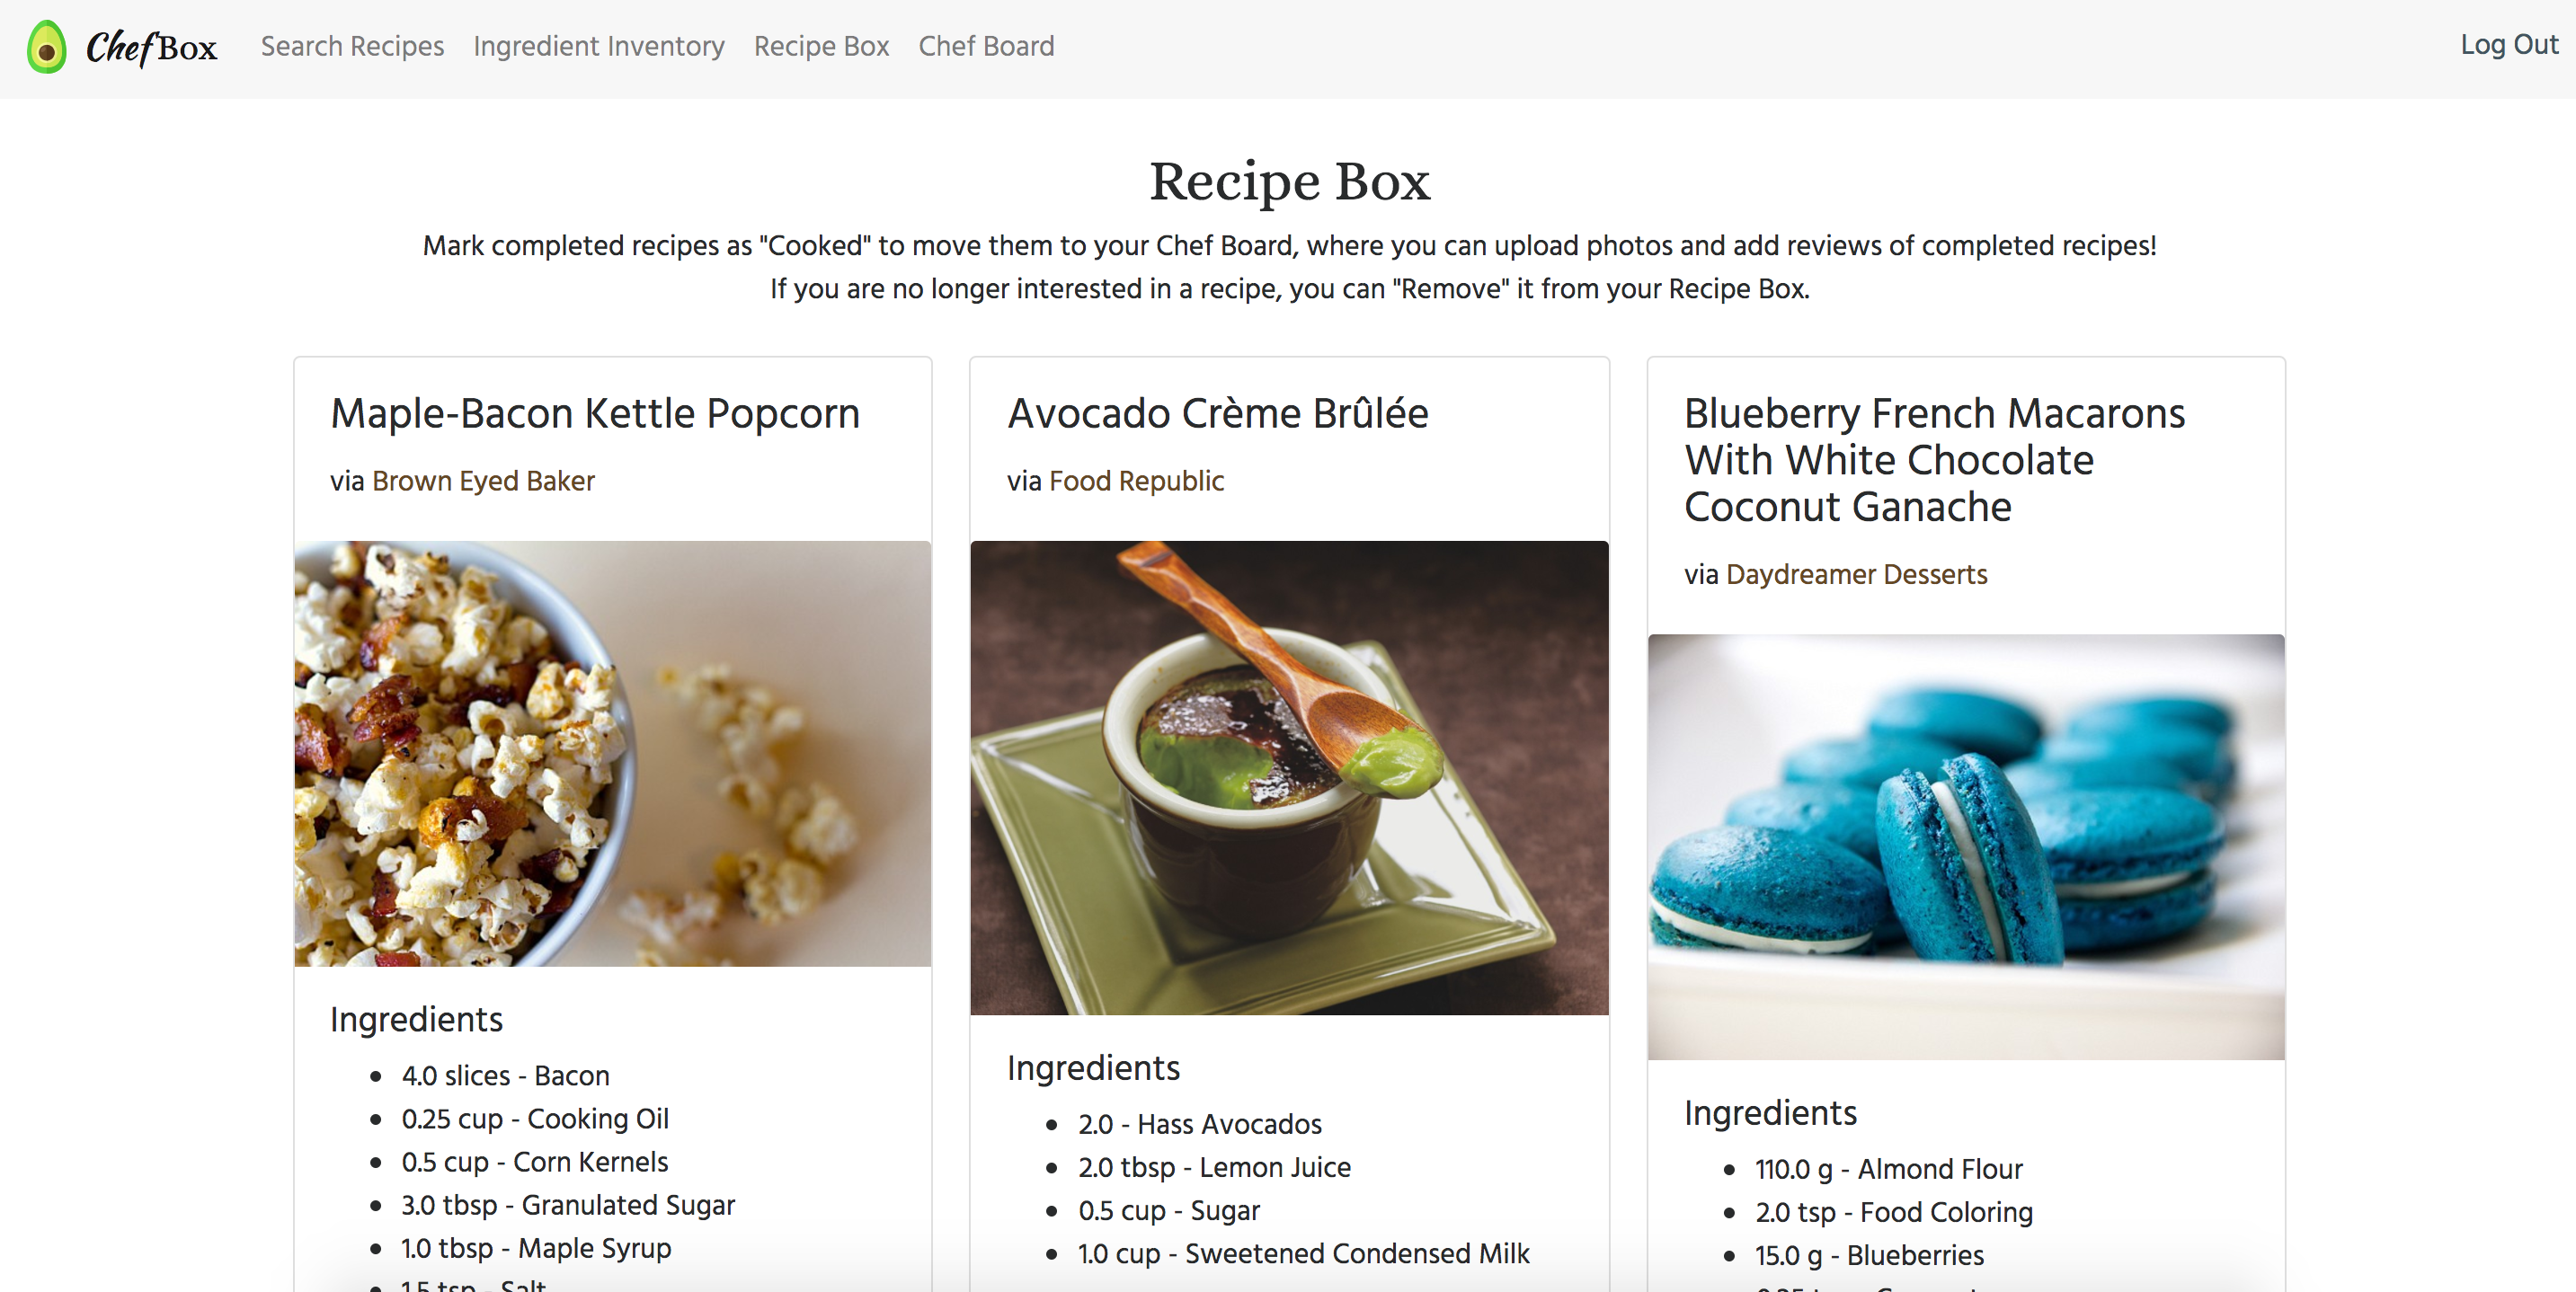 ChefBox
Search Recipes
Ingredient Inventory
Recipe Box
Chef Board
Log Out
Recipe Box
Mark completed recipes as "Cooked" to move them to your Chef Board, where you can upload photos and add reviews of completed recipes!
If you are no longer interested in a recipe, you can "Remove" it from your Recipe Box.
Maple-Bacon Kettle Popcorn
via Brown Eyed Baker
Ingredients
4.0 slices - Bacon
0.25 cup - Cooking Oil
0.5 cup - Corn Kernels
3.0 tbsp - Granulated Sugar
1.0 tbsp - Maple Syrup
1.5 tsp - Salt
Avocado Crème Brûlée
via Food Republic
Ingredients
2.0 - Hass Avocados
2.0 tbsp - Lemon Juice
0.5 cup - Sugar
1.0 cup - Sweetened Condensed Milk
Blueberry French Macarons
With White Chocolate
Coconut Ganache
via Daydreamer Desserts
Ingredients
110.0 g - Almond Flour
2.0 tsp - Food Coloring
15.0 g - Blueberries